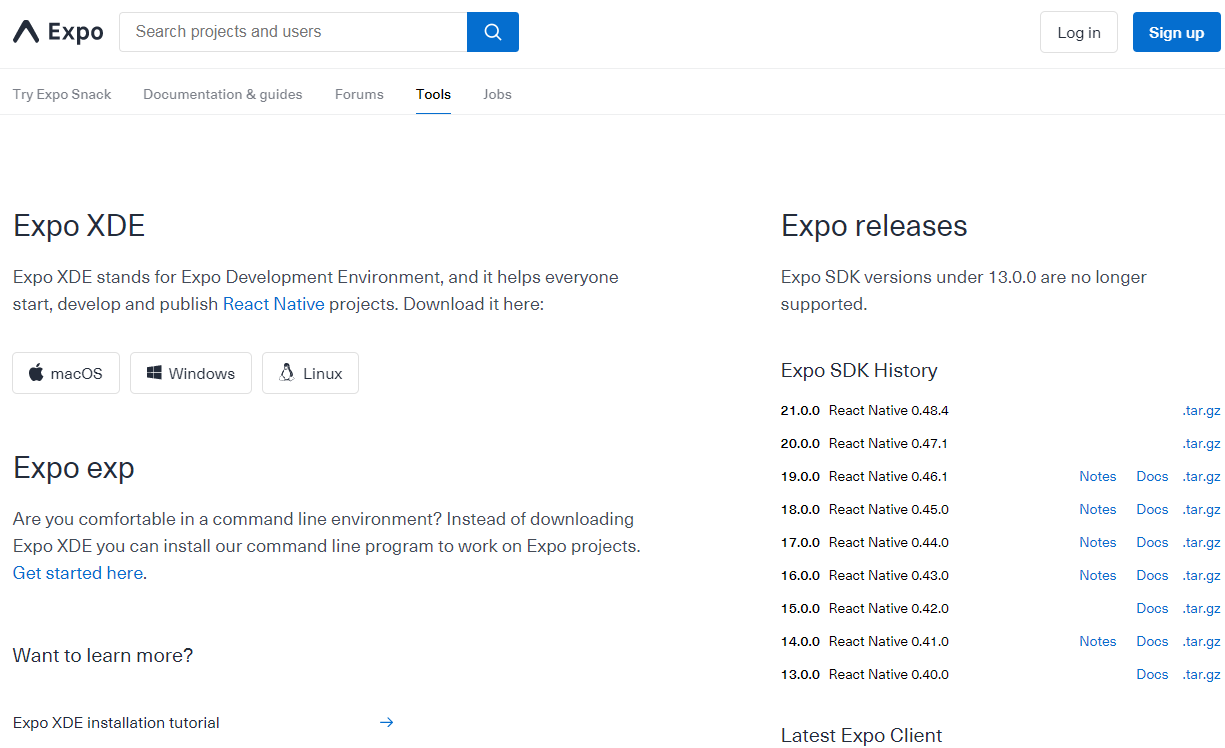 Expo
Search projects and users
Log in
Sign up
Try Expo Snack
Documentation & guides
Forums
Tools
Jobs
Expo XDE
Expo XDE stands for Expo Development Environment, and it helps everyone
start, develop and publish React Native projects. Download it here:
macOS
Windows
Linux
Expo exp
Are you comfortable in a command line environment? Instead of downloading
Expo XDE you can install our command line program to work on Expo projects.
Get started here.
Want to learn more?
Expo XDE installation tutorial
Expo releases
Expo SDK versions under 13.0.0 are no longer
supported.
Expo SDK History
21.0.0 React Native 0.48.4 .tar.gz
20.0.0 React Native 0.47.1 .tar.gz
19.0.0 React Native 0.46.1 Notes Docs .tar.gz
18.0.0 React Native 0.45.0 Notes Docs .tar.gz
17.0.0 React Native 0.44.0 Notes Docs .tar.gz
16.0.0 React Native 0.43.0 Notes Docs .tar.gz
15.0.0 React Native 0.42.0 Docs .tar.gz
14.0.0 React Native 0.41.0 Notes Docs .tar.gz
13.0.0 React Native 0.40.0 Docs .tar.gz
Latest Expo Client